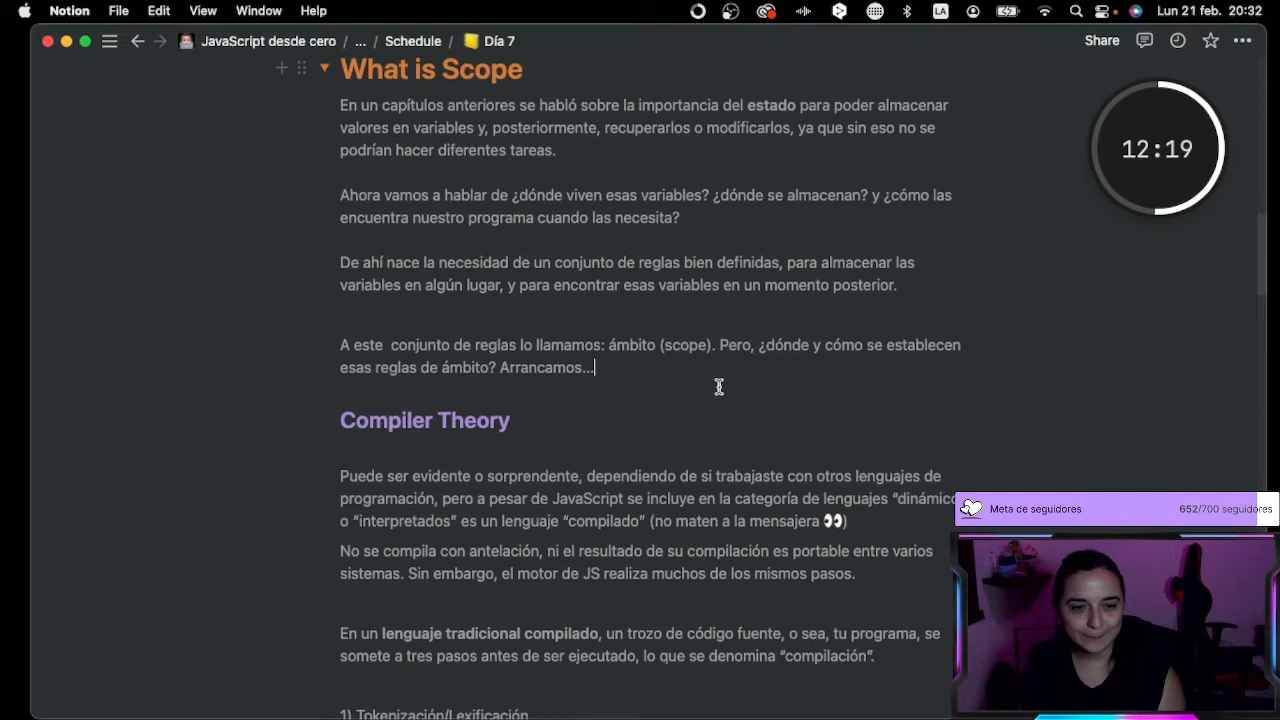 Notion File Edit View Window Help
LA
Lun 21 feb. 20:32
JavaScript desde cero / ... / Schedule / Día 7
Share
What is Scope
En un capítulos anteriores se habló sobre la importancia del estado para poder almacenar
valores en variables y, posteriormente, recuperarlos o modificarlos, ya que sin eso no se
podrían hacer diferentes tareas.
12:19
Ahora vamos a hablar de ¿dónde viven esas variables? ¿dónde se almacenan? y ¿cómo las
encuentra nuestro programa cuando las necesita?
De ahí nace la necesidad de un conjunto de reglas bien definidas, para almacenar las
variables en algún lugar, y para encontrar esas variables en un momento posterior.
A este conjunto de reglas lo llamamos: ámbito (scope). Pero, ¿dónde y cómo se establecen
esas reglas de ámbito? Arrancamos...
Compiler Theory
Puede ser evidente o sorprendente, dependiendo de si trabajaste con otros lenguajes de
programación, pero a pesar de JavaScript se incluye en la categoría de lenguajes “dinámico
o “interpretados” es un lenguaje “compilado” (no maten a la mensajera 👀)
Meta de seguidores 652/700 seguidores
No se compila con antelación, ni el resultado de su compilación es portable entre varios
sistemas. Sin embargo, el motor de JS realiza muchos de los mismos pasos.
En un lenguaje tradicional compilado, un trozo de código fuente, o sea, tu programa, se
somete a tres pasos antes de ser ejecutado, lo que se denomina “compilación”.
1) Tokenización/Lexificación